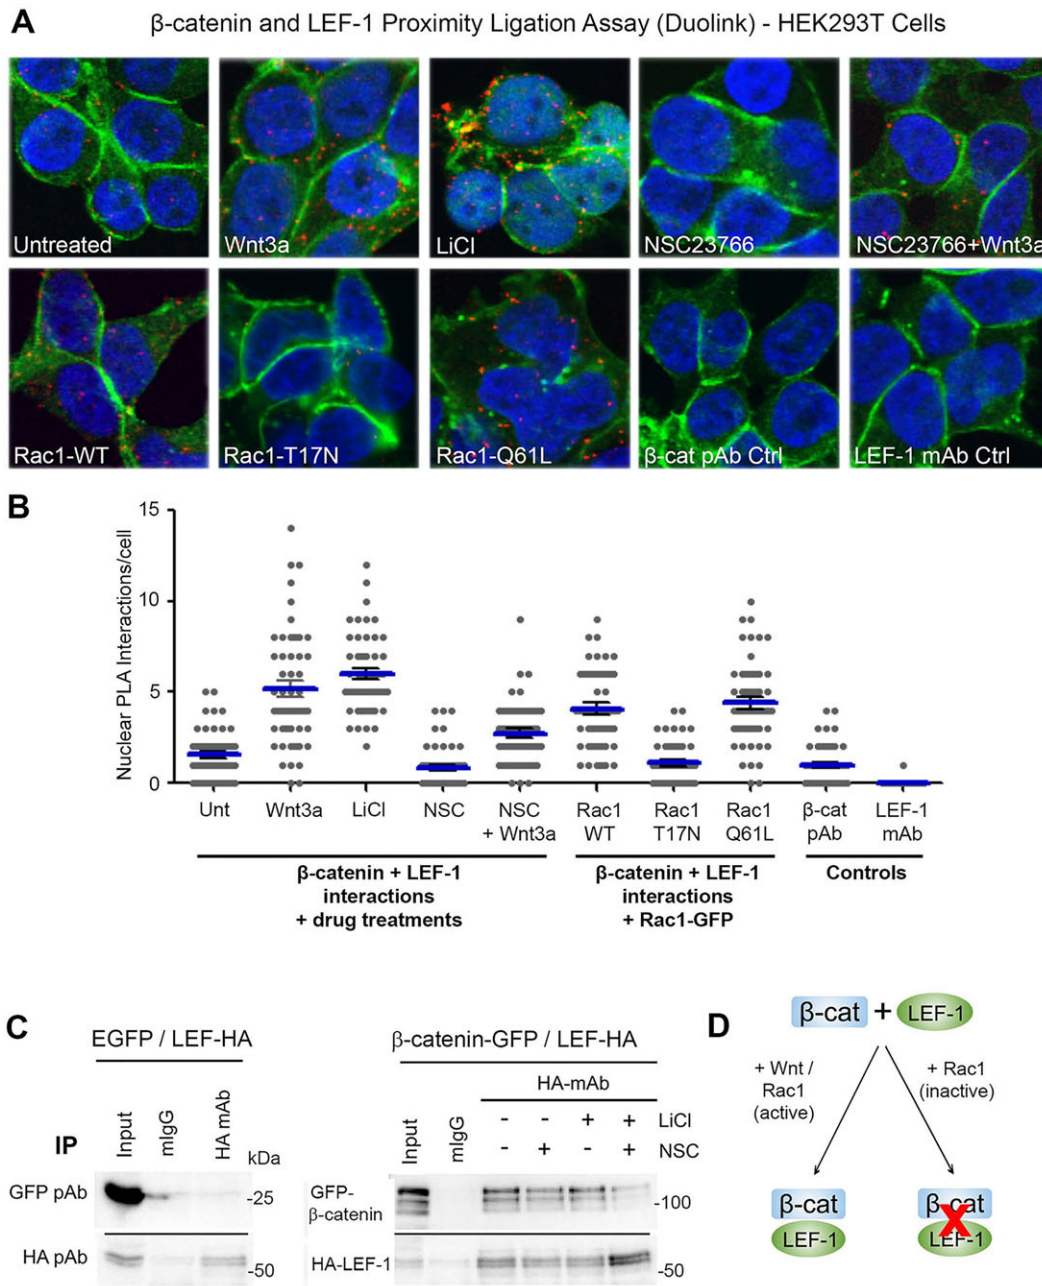 A
β-catenin and LEF-1 Proximity Ligation Assay (Duolink) - HEK293T Cells
Untreated
Wnt3a
LiCl
NSC23766
NSC23766+Wnt3a
Rac1-WT
Rac1-T17N
Rac1-Q61L
β-cat pAb Ctrl
LEF-1 mAb Ctrl
B
Nuclear PLA Interactions/cell
15
10
5
0
Unt
Wnt3a
LiCl
NSC
NSC
+ Wnt3a
Rac1
WT
Rac1
T17N
Rac1
Q61L
β-cat
pAb
LEF-1
mAb
β-catenin + LEF-1
interactions
+ drug treatments
β-catenin + LEF-1
interactions
+ Rac1-GFP
Controls
C
EGFP / LEF-HA
IP
Input
mIgG
HA mAb
kDa
GFP pAb
-25
HA pAb
-50
β-catenin-GFP / LEF-HA
HA-mAb
Input
mIgG
- - + + LiCl
- + - + NSC
GFP-
β-catenin
-100
HA-LEF-1
-50
D
β-cat + LEF-1
+ Wnt /
Rac1
(active)
+ Rac1
(inactive)
β-cat
LEF-1
β-cat
X
LEF-1